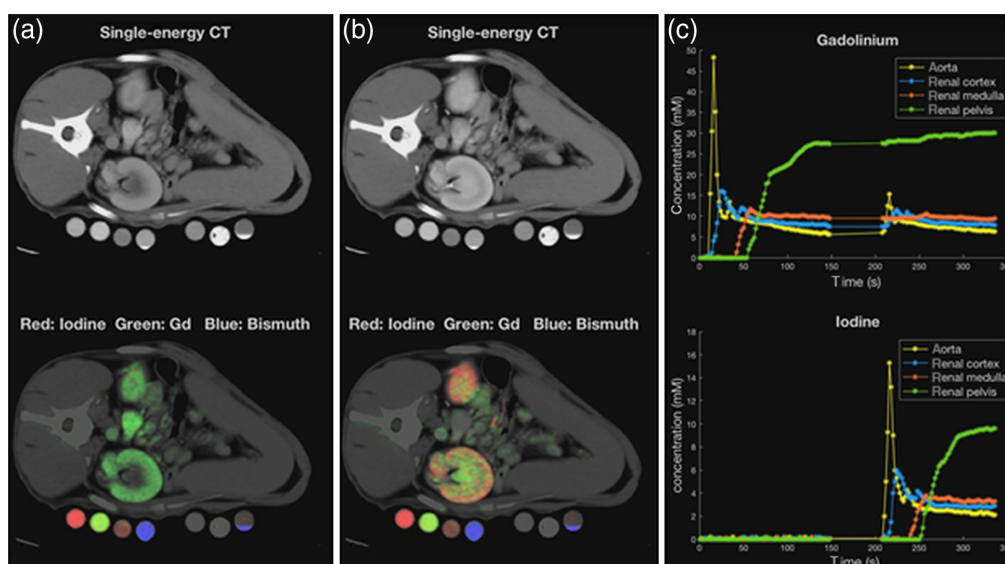 (a)
Single-energy CT
Red: Iodine Green: Gd Blue: Bismuth
(b)
Single-energy CT
Red: Iodine Green: Gd Blue: Bismuth
(c)
Gadolinium
Concentration (mM)
50
45
40
35
30
25
20
15
10
5
0
Aorta
Renal cortex
Renal medulla
Renal pelvis
0 50 100 150 200 250 300
Time (s)
Iodine
concentration (mM)
18
16
14
12
10
8
6
4
2
0
Aorta
Renal cortex
Renal medulla
Renal pelvis
0 50 100 150 200 250 300
Time (s)